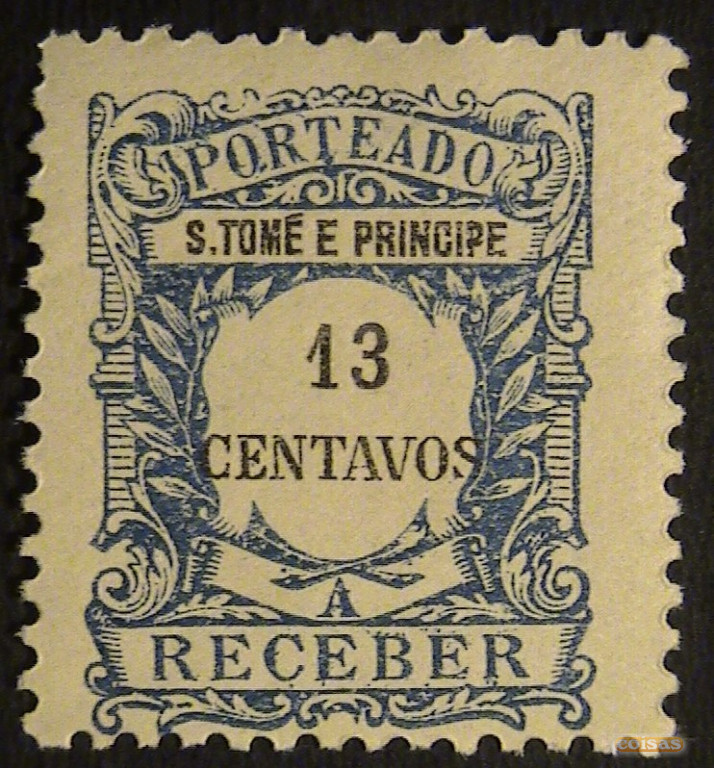 PORTEADO
S. TOMÉ E PRINCIPE
13
CENTAVOS
A
RECEBER
coisas